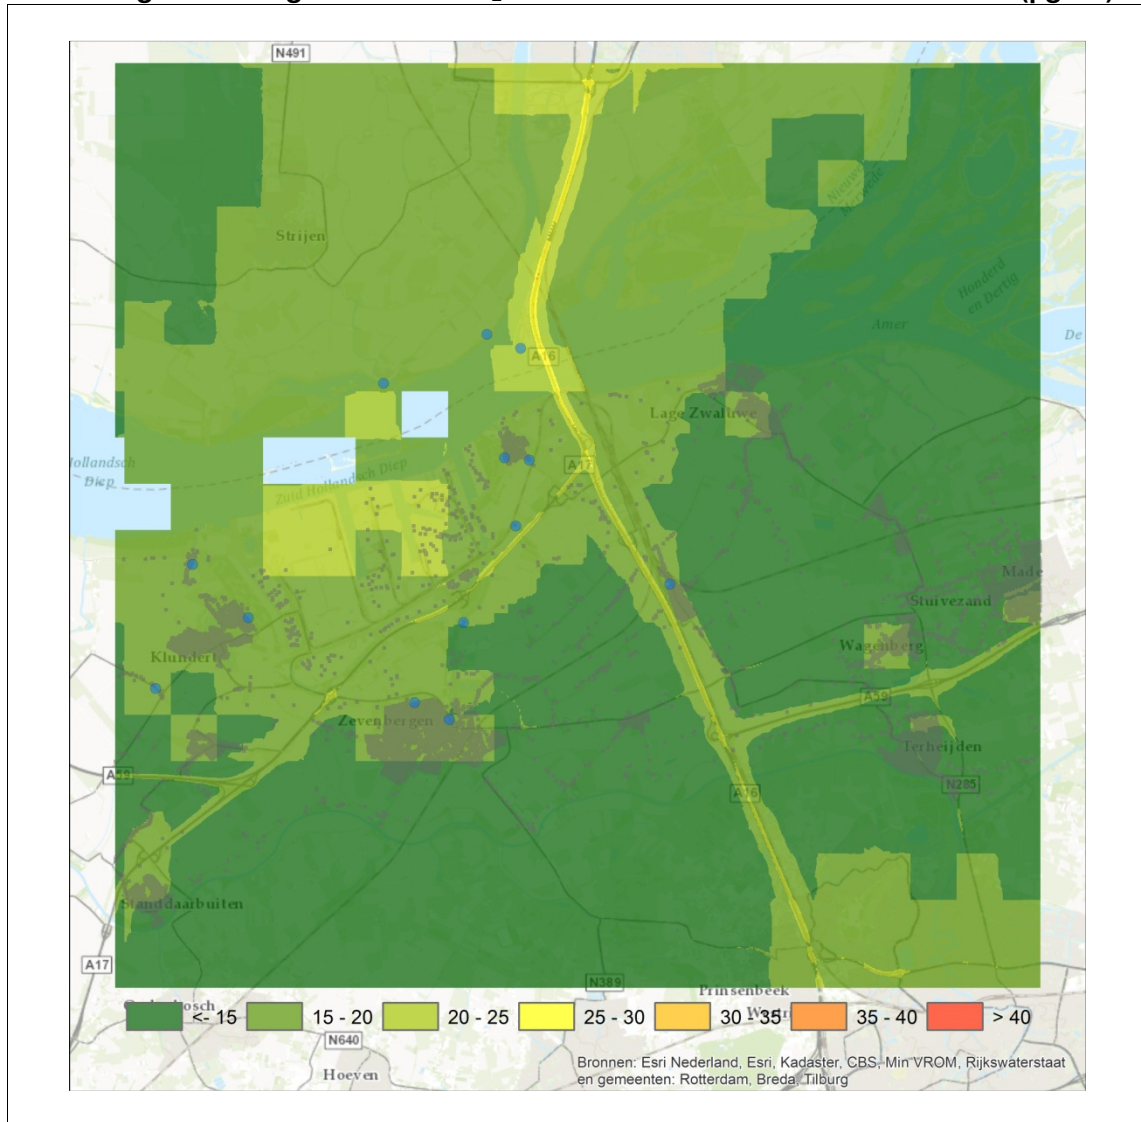 N491
Strijen
Nieuwe
Merwede
Honderd
en Dertig
Amer
De
A16
Lage Zwaluwe
A17
Hollandsch
Diep
Zuid Hollandsch Diep
Made
Stuivezand
Wagenberg
Klundert
A59
Zevenbergen
Terheijden
A59
N285
A16
Standdaarbuiten
A17
N389
Prinsenbeek
<- 15
15 - 20
20 - 25
25 - 30
30 - 35
35 - 40
> 40
N640
Hoeven
Bronnen: Esri Nederland, Esri, Kadaster, CBS, Min VROM, Rijkswaterstaat
en gemeenten: Rotterdam, Breda, Tilburg